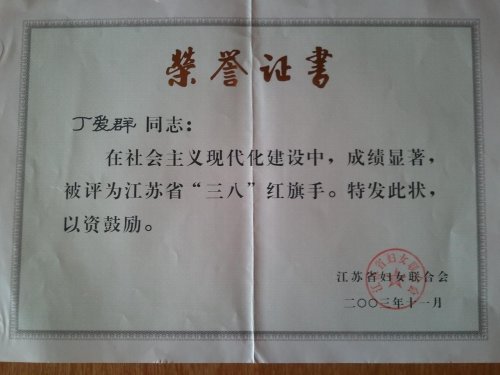 荣誉证书
丁爱群 同志：
在社会主义现代化建设中，成绩显著，
被评为江苏省“三八”红旗手。特发此状，
以资鼓励。
江苏省妇女联合会
二〇〇三年十一月